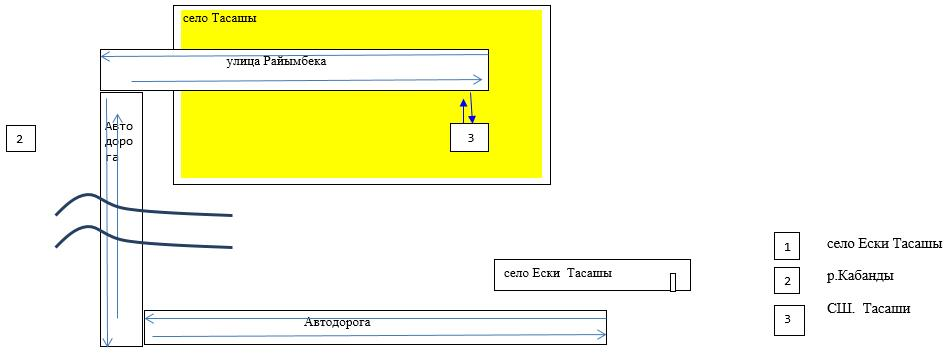 село Тасашы
улица Райымбека
Авто
доро
га
2
3
село Ески Тасашы
Автодорога
1 село Ески Тасашы
2 р.Кабанды
3 СШ. Тасаши